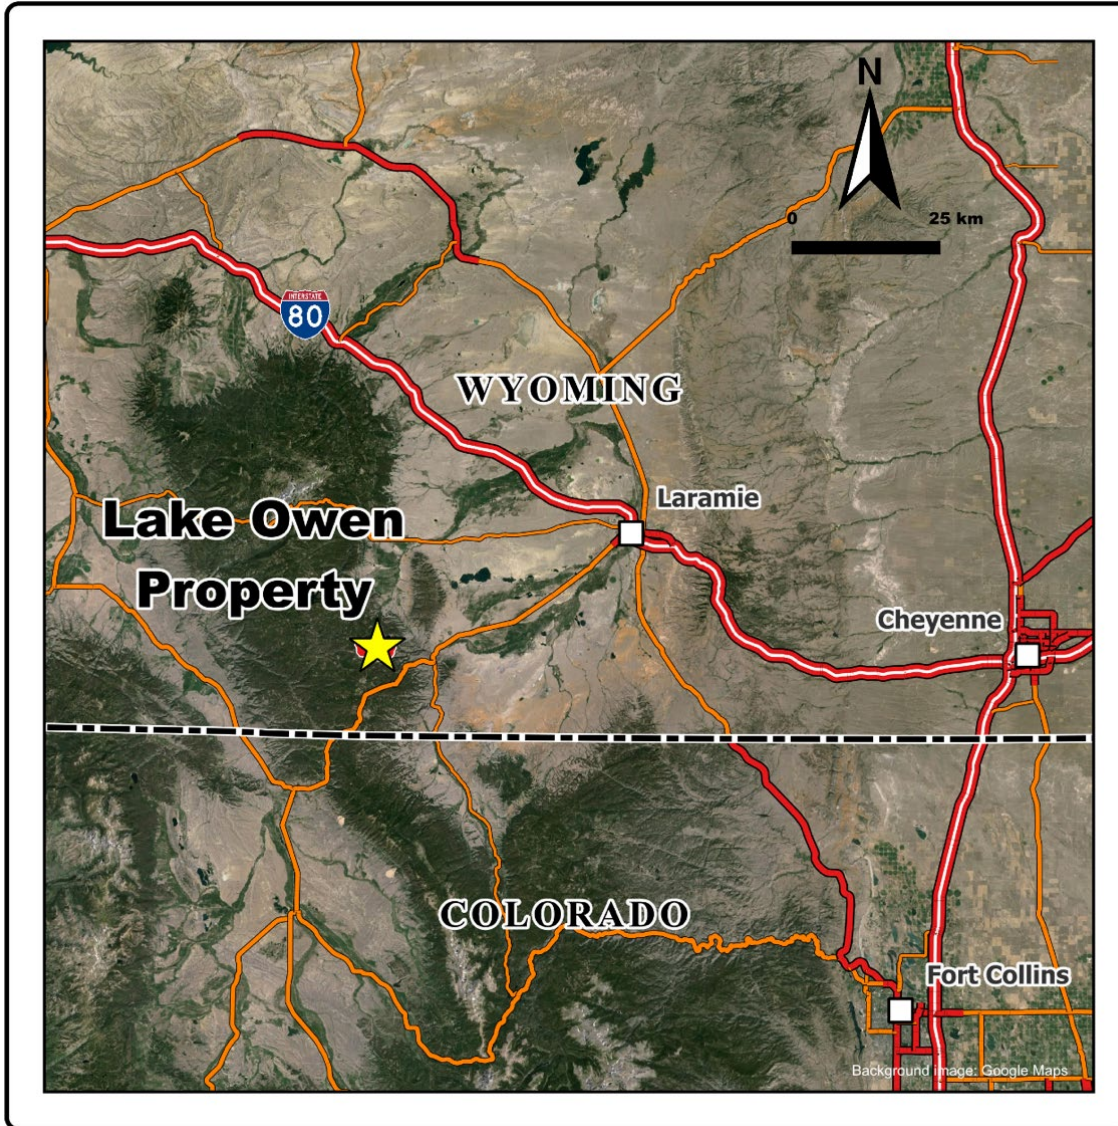 N
0 25 km
INTERSTATE
80
WYOMING
Laramie
Lake Owen
Property
Cheyenne
COLORADO
Fort Collins
Background image: Google Maps